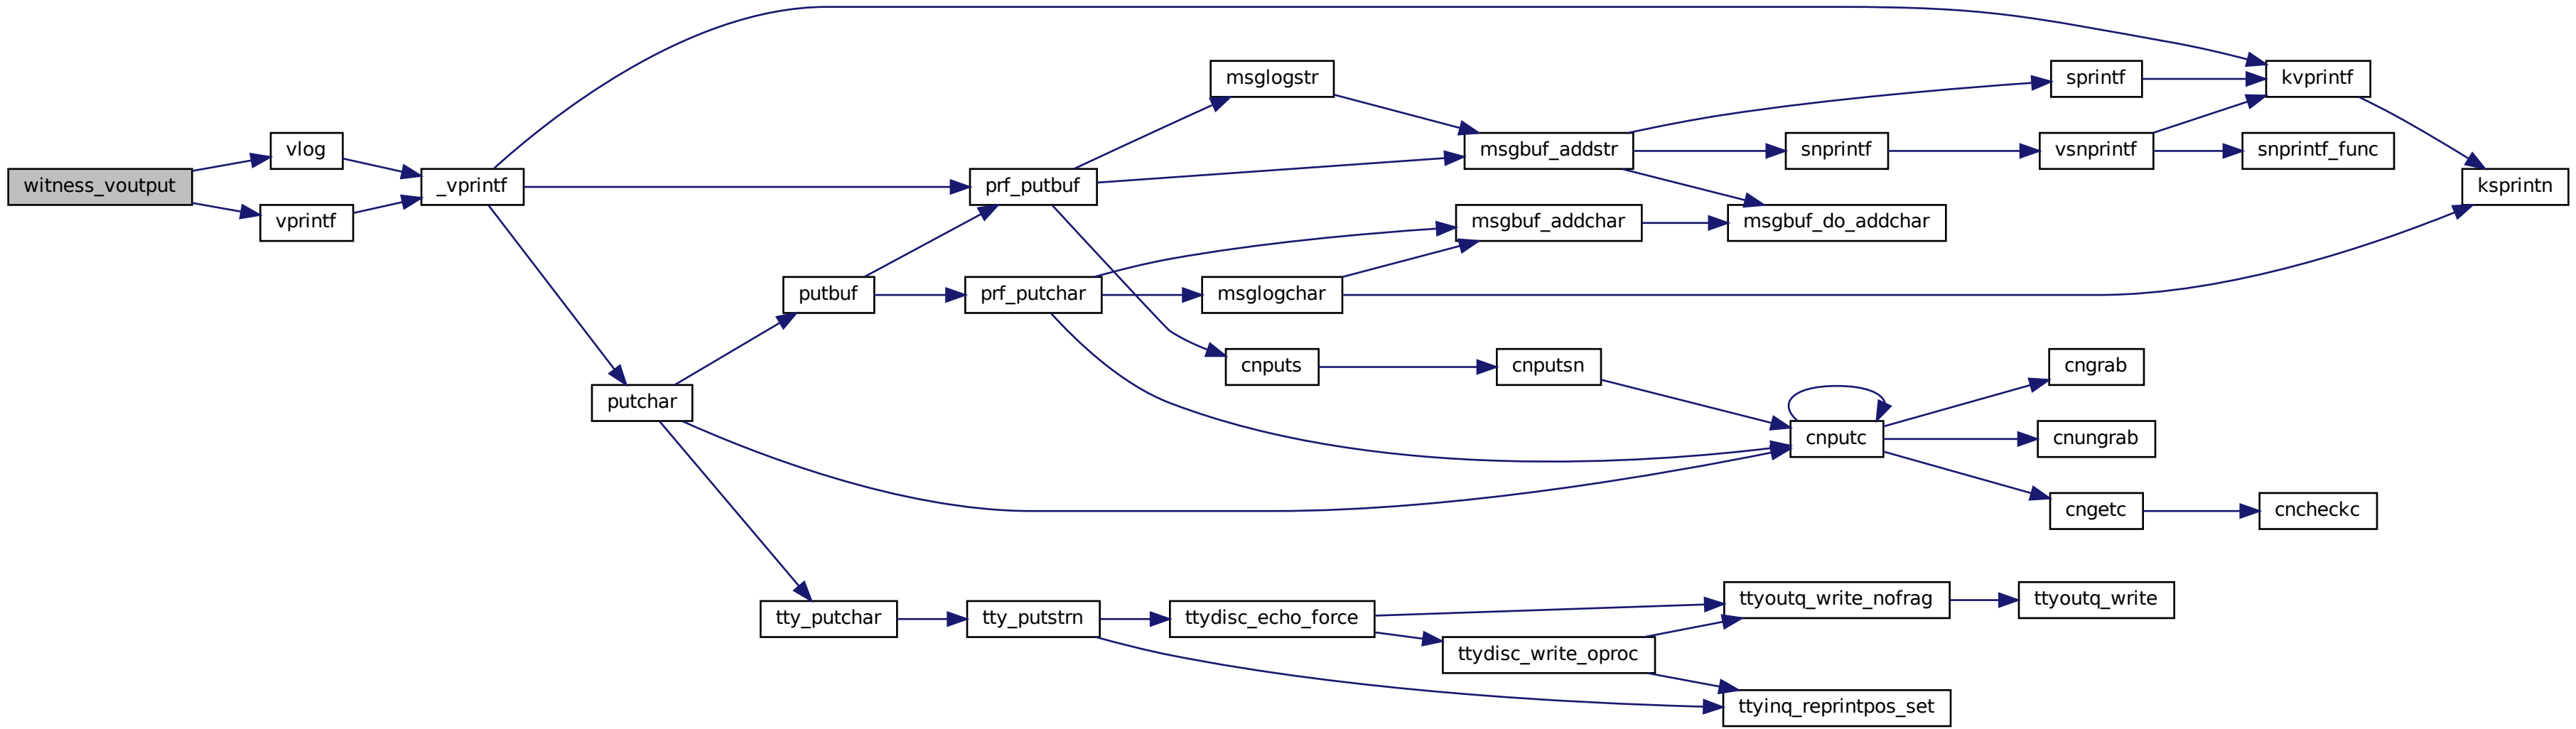 witness_voutput
vlog
vprintf
_vprintf
putchar
putbuf
tty_putchar
prf_putbuf
prf_putchar
tty_putstrn
msglogstr
msglogchar
cnputs
ttydisc_echo_force
msgbuf_addstr
msgbuf_addchar
cnputsn
ttydisc_write_oproc
snprintf
msgbuf_do_addchar
cnputc
ttyoutq_write_nofrag
ttyinq_reprintpos_set
sprintf
vsnprintf
cngrab
cnungrab
cngetc
ttyoutq_write
kvprintf
snprintf_func
cncheckc
ksprintn